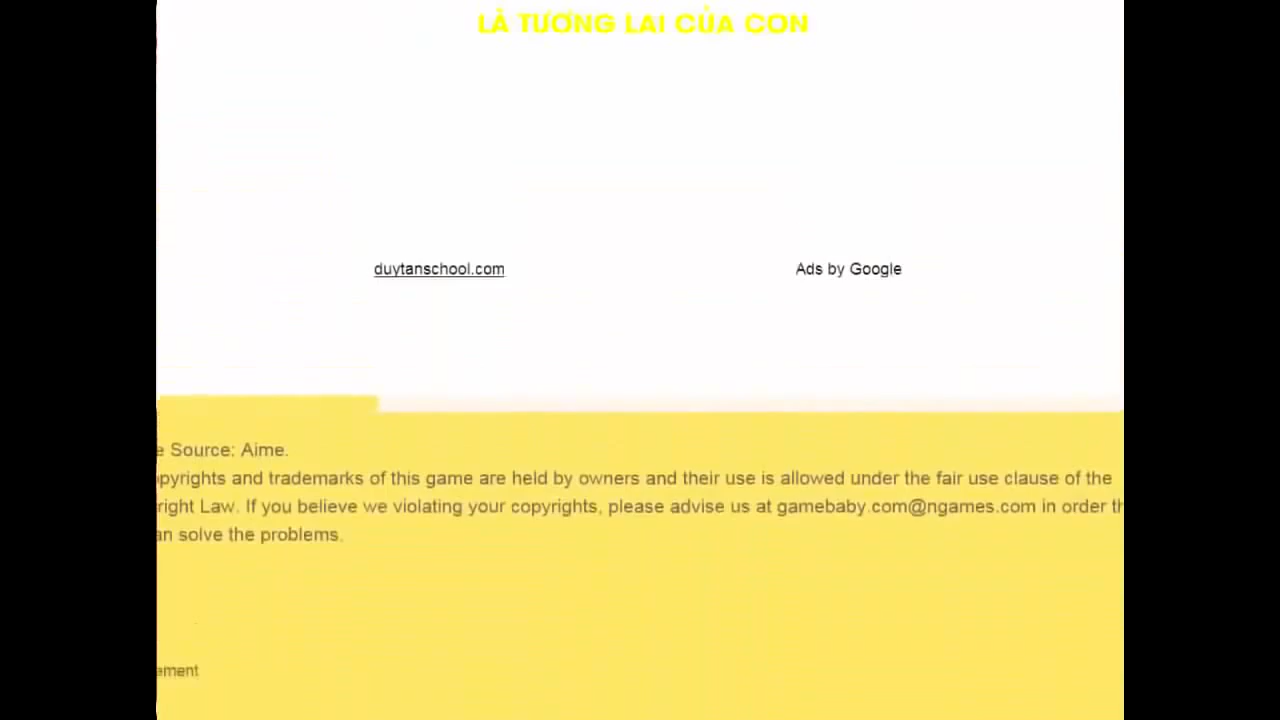 LÀ TƯƠNG LAI CỦA CON
duytanschool.com
Ads by Google
e Source: Aime.
opyrights and trademarks of this game are held by owners and their use is allowed under the fair use clause of the
right Law. If you believe we violating your copyrights, please advise us at gamebaby.com@ngames.com in order th
an solve the problems.
ement